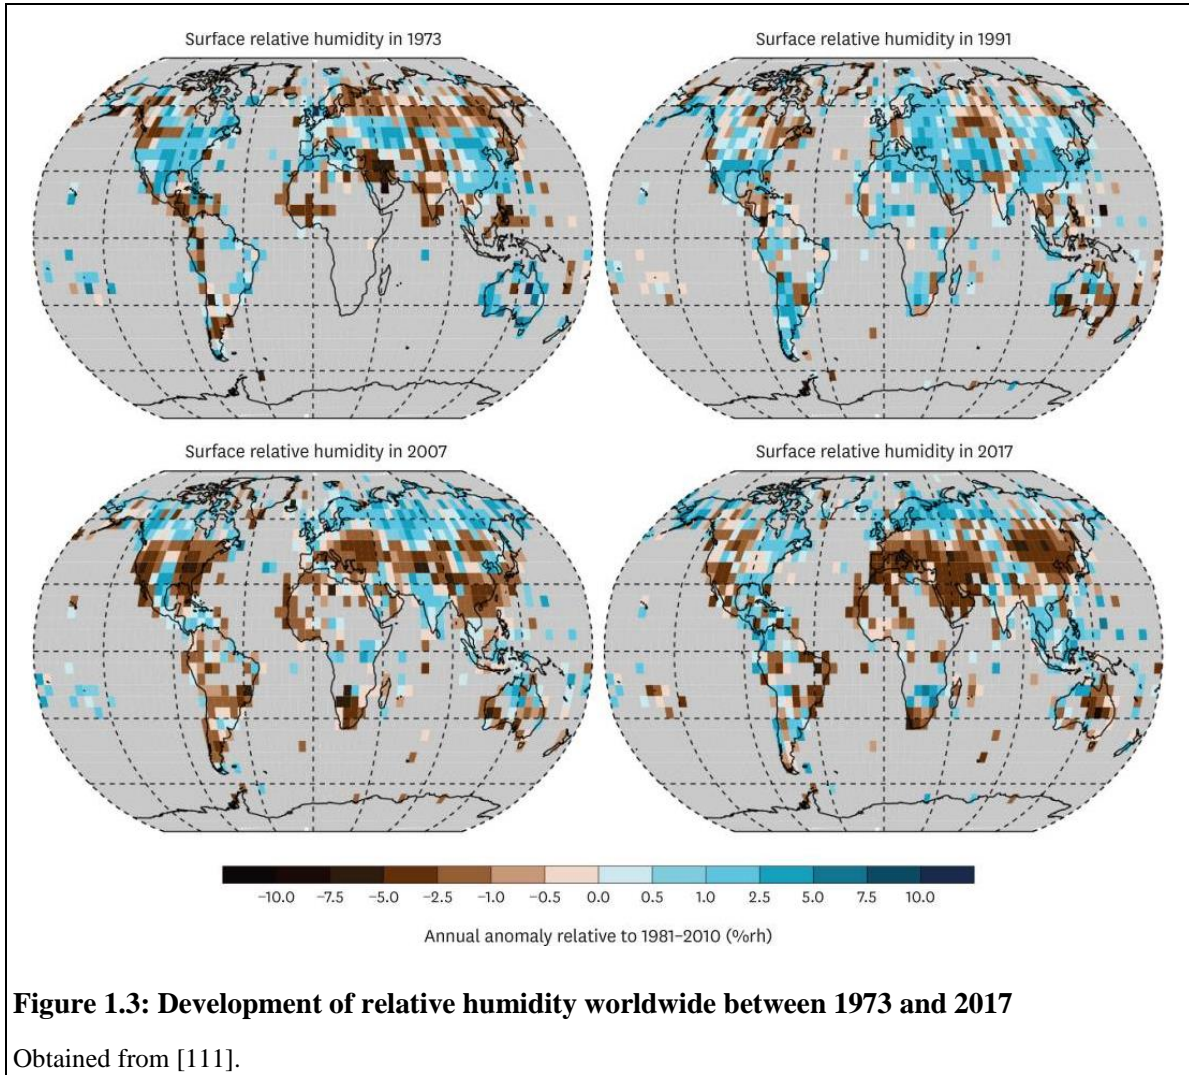 Surface relative humidity in 1973
Surface relative humidity in 1991
Surface relative humidity in 2007
Surface relative humidity in 2017
−10.0 −7.5 −5.0 −2.5 −1.0 −0.5 0.0 0.5 1.0 2.5 5.0 7.5 10.0
Annual anomaly relative to 1981–2010 (%rh)
Figure 1.3: Development of relative humidity worldwide between 1973 and 2017
Obtained from [111].